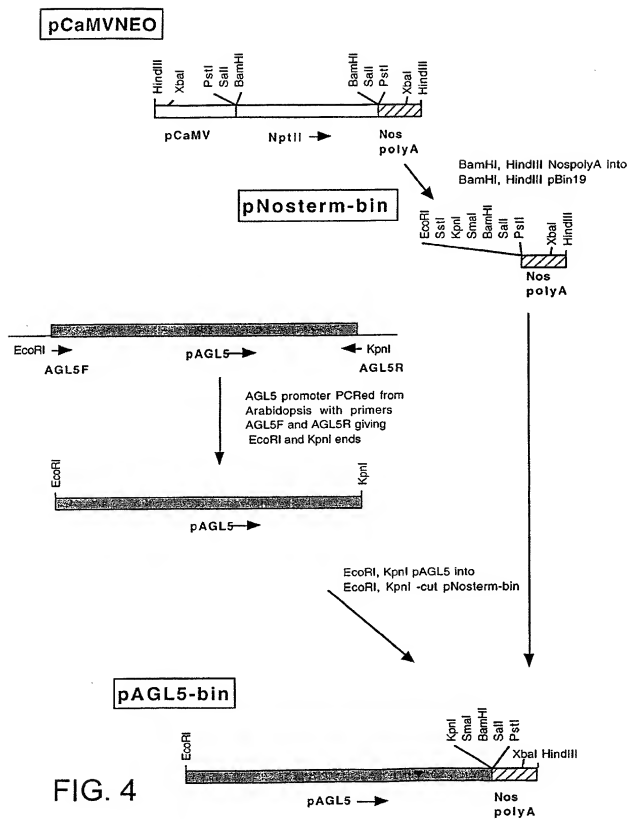 pCaMVNEO
HindIII
XbaI
PstI
SalI
BamHI
BamHI
SalI
PstI
XbaI
HindIII
pCaMV
NptII
Nos
polyA
BamHI, HindIII NospolyA into
BamHI, HindIII pBin19
pNosterm-bin
EcoRI
SstI
KpnI
SmaI
BamHI
SalI
PstI
XbaI
HindIII
Nos
polyA
EcoRI
AGL5F
pAGL5
KpnI
AGL5R
AGL5 promoter PCRed from
Arabidopsis with primers
AGL5F and AGL5R giving
EcoRI and KpnI ends
EcoRI
KpnI
pAGL5
EcoRI, KpnI pAGL5 into
EcoRI, KpnI -cut pNosterm-bin
pAGL5-bin
EcoRI
KpnI
SmaI
BamHI
SalI
PstI
XbaI HindIII
pAGL5
Nos
polyA
FIG. 4